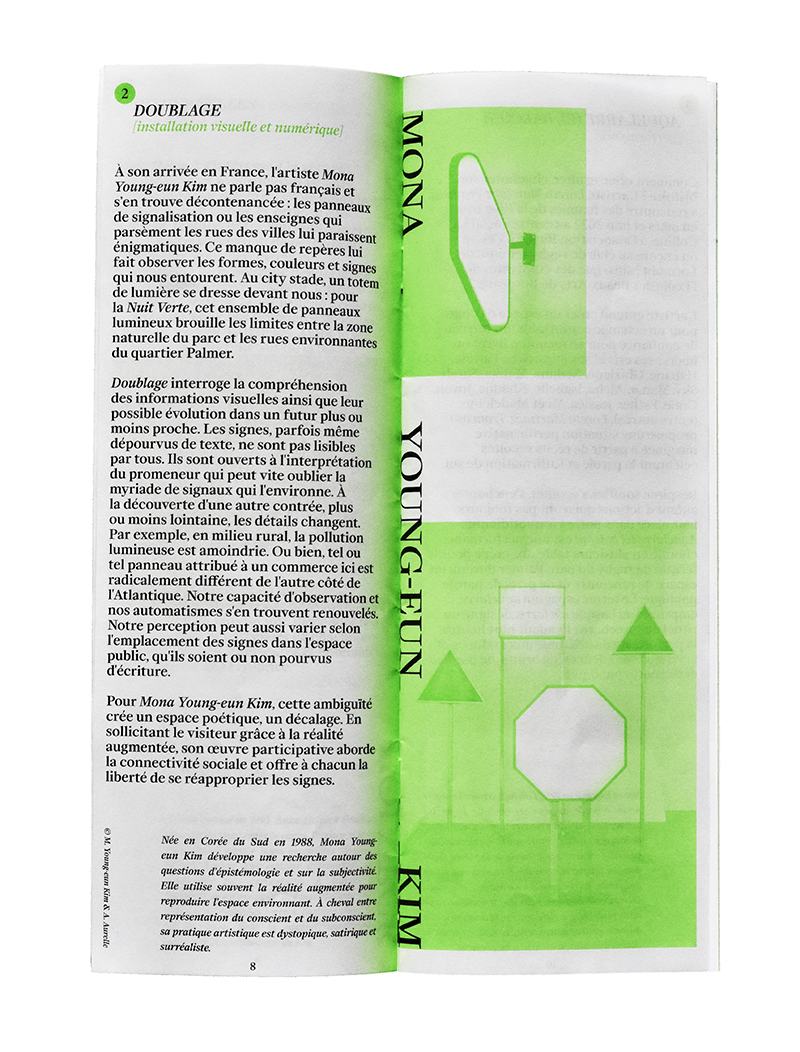 2
DOUBLAGE
[installation visuelle et numérique]
À son arrivée en France, l'artiste Mona
Young-eun Kim ne parle pas français et
s'en trouve décontenancée : les panneaux
de signalisation ou les enseignes qui
parsèment les rues des villes lui paraissent
énigmatiques. Ce manque de repères lui
fait observer les formes, couleurs et signes
qui nous entourent. Au city stade, un totem
de lumière se dresse devant nous : pour
la Nuit Verte, cet ensemble de panneaux
lumineux brouille les limites entre la zone
naturelle du parc et les rues environnantes
du quartier Palmer.
Doublage interroge la compréhension
des informations visuelles ainsi que leur
possible évolution dans un futur plus ou
moins proche. Les signes, parfois même
dépourvus de texte, ne sont pas lisibles
par tous. Ils sont ouverts à l'interprétation
du promeneur qui peut vite oublier la
myriade de signaux qui l'environne. À
la découverte d'une autre contrée, plus
ou moins lointaine, les détails changent.
Par exemple, en milieu rural, la pollution
lumineuse est amoindrie. Ou bien, tel ou
tel panneau attribué à un commerce ici est
radicalement différent de l'autre côté de
l'Atlantique. Notre capacité d'observation et
nos automatismes s'en trouvent renouvelés.
Notre perception peut aussi varier selon
l'emplacement des signes dans l'espace
public, qu'ils soient ou non pourvus
d'écriture.
Pour Mona Young-eun Kim, cette ambiguïté
crée un espace poétique, un décalage. En
sollicitant le visiteur grâce à la réalité
augmentée, son œuvre participative aborde
la connectivité sociale et offre à chacun la
liberté de se réapproprier les signes.
© M. Young-eun Kim & A. Aurelle
Née en Corée du Sud en 1988, Mona Young-
eun Kim développe une recherche autour des
questions d'épistémologie et sur la subjectivité.
Elle utilise souvent la réalité augmentée pour
reproduire l'espace environnant. À cheval entre
représentation du conscient et du subconscient,
sa pratique artistique est dystopique, satirique et
surréaliste.
8
MONA YOUNG-EUN KIM